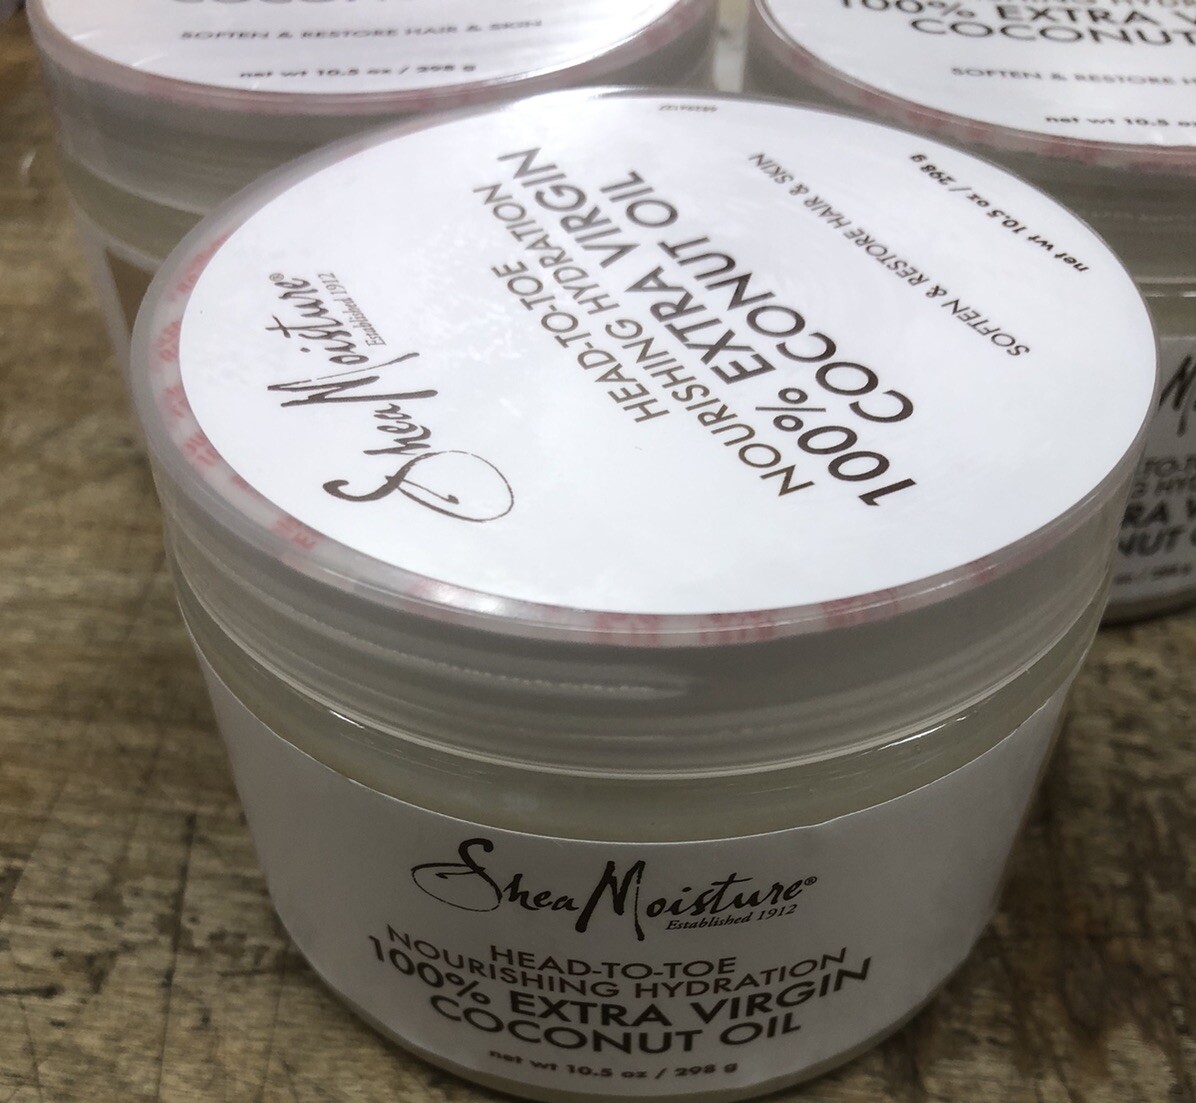 SOFTEN & RESTORE HAIR & SKIN
net wt 10.5 oz / 298 g
100% EXTRA
COCONUT
SOFTEN & RESTORE
net wt 10.5 oz
SheaMoisture®
Established 1912
HEAD-TO-TOE
NOURISHING HYDRATION
100% EXTRA VIRGIN
COCONUT OIL
SOFTEN & RESTORE HAIR & SKIN
net wt 10.5 oz / 298 g
SheaMoisture®
Established 1912
HEAD-TO-TOE
NOURISHING HYDRATION
100% EXTRA VIRGIN
COCONUT OIL
net wt 10.5 oz / 298 g